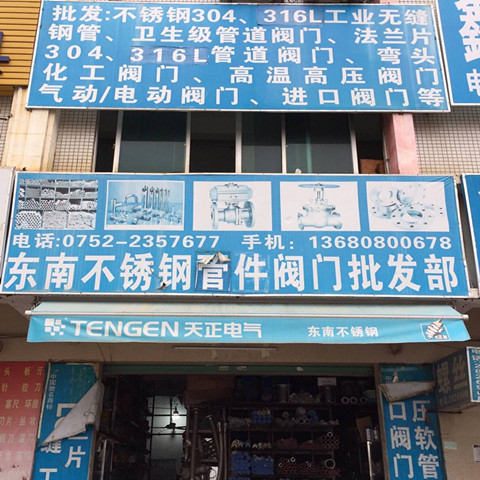 批发:不锈钢304、316L工业无缝
钢管、卫生级管道阀门、法兰片
304、316L管道阀门、弯头
化工阀门、高温高压阀门
气动/电动阀门、进口阀门等
电话:0752-2357677 手机:13680800678
东南不锈钢管件阀门批发部
TENGEN 天正电气 东南不锈钢
口阀门
压软管
螺丝